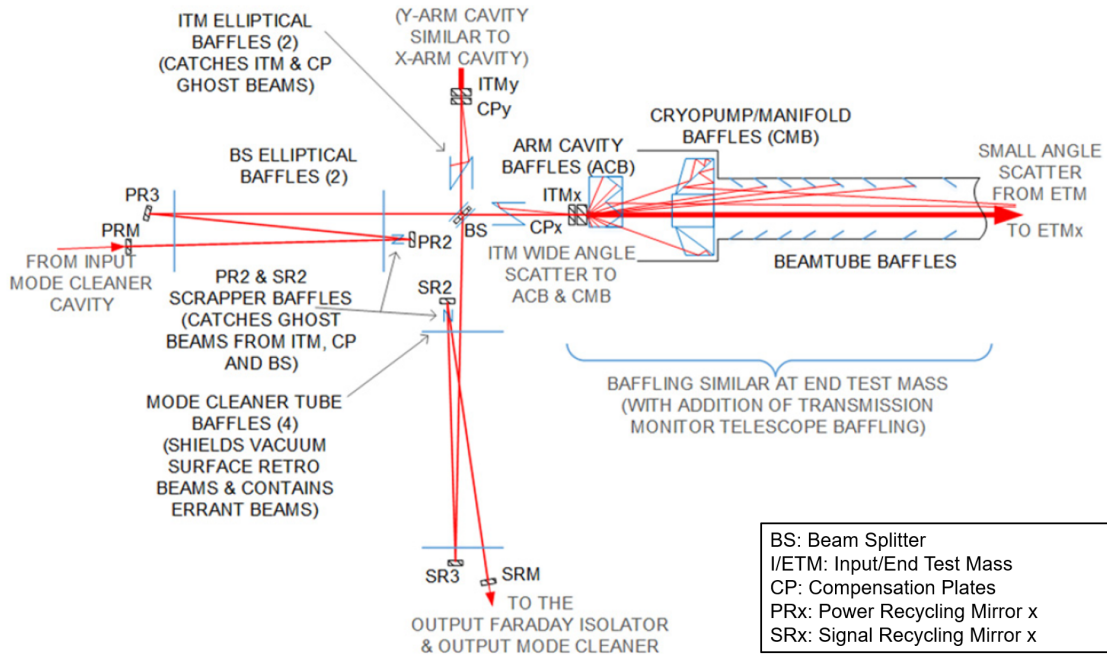 ITM ELLIPTICAL
BAFFLES (2)
(CATCHES ITM & CP
GHOST BEAMS)
(Y-ARM CAVITY
SIMILAR TO
X-ARM CAVITY)
ITMy
CPy
BS ELLIPTICAL
BAFFLES (2)
ARM CAVITY
BAFFLES (ACB)
CRYOPUMP/MANIFOLD
BAFFLES (CMB)
SMALL ANGLE
SCATTER
FROM ETM
PR3
PRM
PR2
BS
CPx
ITMx
TO ETMx
FROM INPUT
MODE CLEANER
CAVITY
ITM WIDE ANGLE
SCATTER TO
ACB & CMB
BEAMTUBE BAFFLES
PR2 & SR2
SCRAPPER BAFFLES
(CATCHES GHOST
BEAMS FROM ITM, CP
AND BS)
SR2
MODE CLEANER TUBE
BAFFLES (4)
(SHIELDS VACUUM
SURFACE RETRO
BEAMS & CONTAINS
ERRANT BEAMS)
BAFFLING SIMILAR AT END TEST MASS
(WITH ADDITION OF TRANSMISSION
MONITOR TELESCOPE BAFFLING)
SR3
SRM
TO THE
OUTPUT FARADAY ISOLATOR
& OUTPUT MODE CLEANER
BS: Beam Splitter
I/ETM: Input/End Test Mass
CP: Compensation Plates
PRx: Power Recycling Mirror x
SRx: Signal Recycling Mirror x